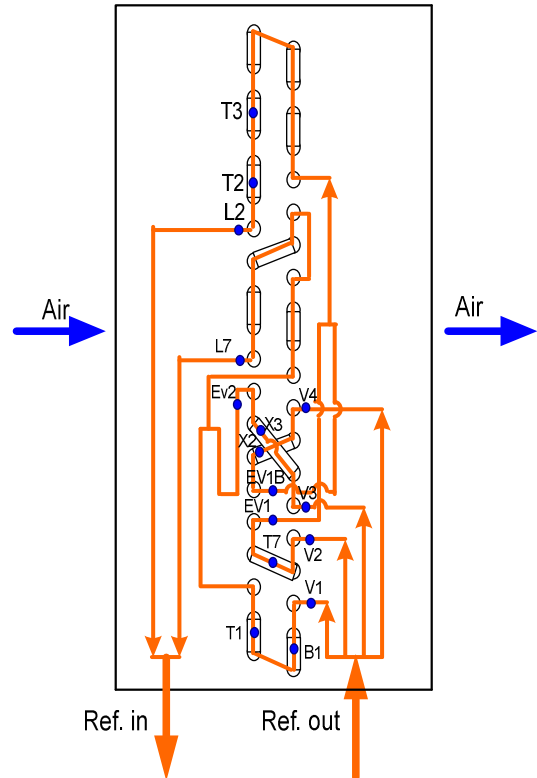 T3
T2
L2
Air
Air
L7
Ev2
V4
X3
X2
EV1B
V3
EV1
T7
V2
V1
T1
B1
Ref. in
Ref. out